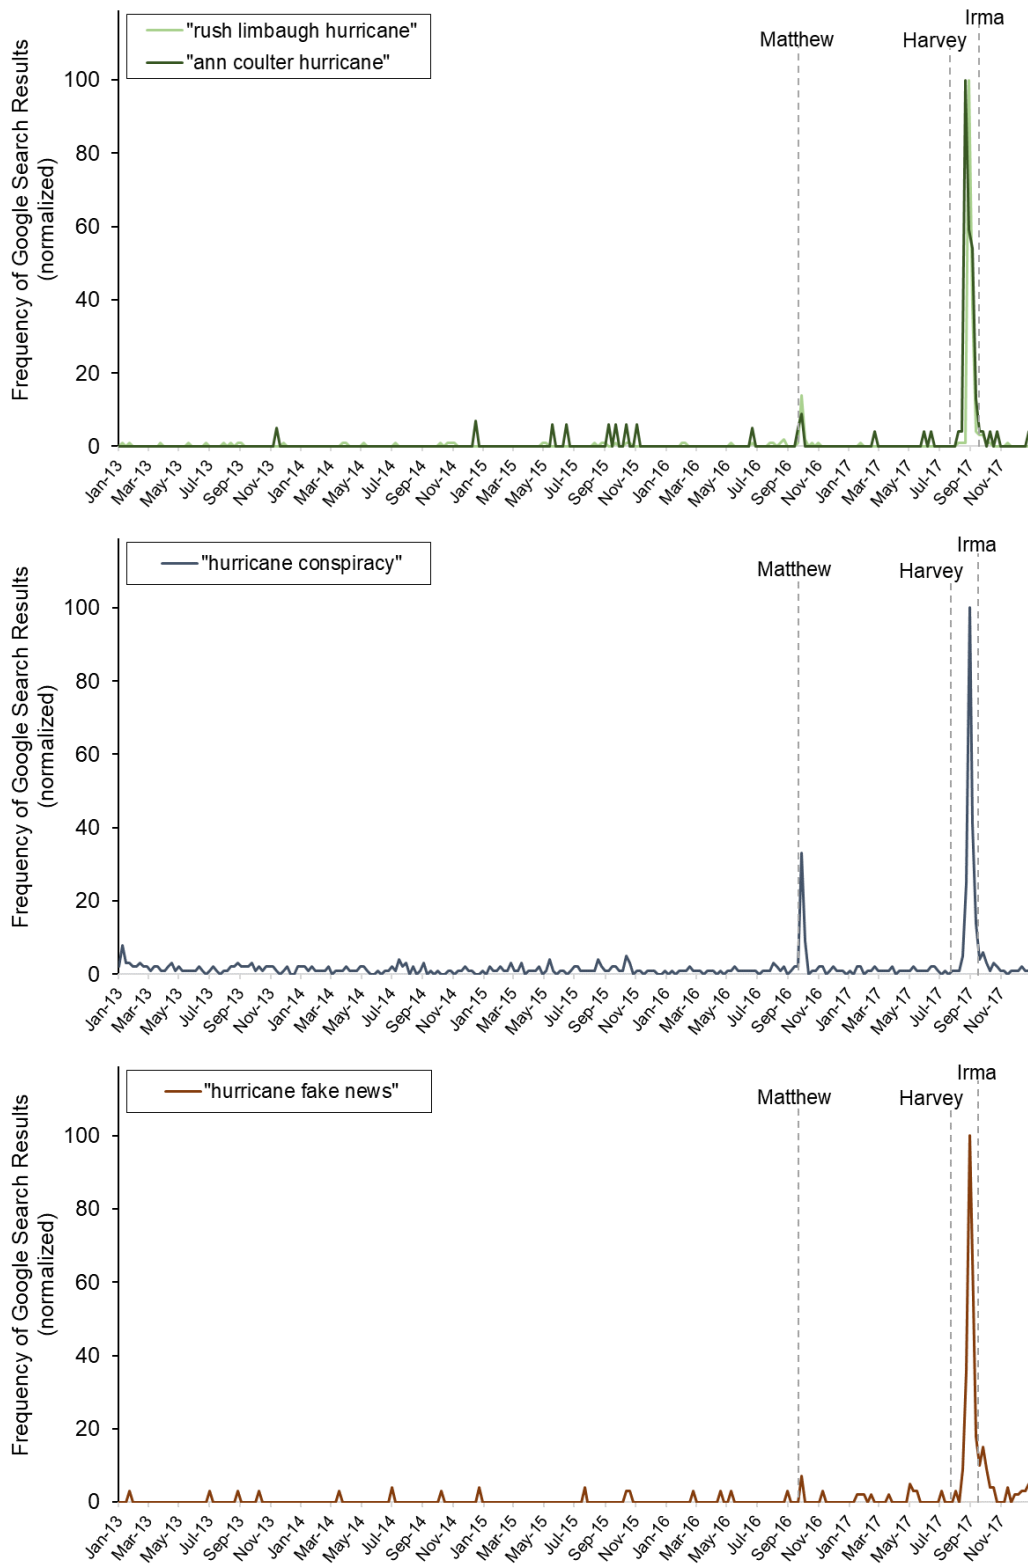 "rush limbaugh hurricane"
"ann coulter hurricane"
Matthew
Harvey
Irma
Frequency of Google Search Results
(normalized)
100
80
60
40
20
0
Jan-13
Mar-13
May-13
Jul-13
Sep-13
Nov-13
Jan-14
Mar-14
May-14
Jul-14
Sep-14
Nov-14
Jan-15
Mar-15
May-15
Jul-15
Sep-15
Nov-15
Jan-16
Mar-16
May-16
Jul-16
Sep-16
Nov-16
Jan-17
Mar-17
May-17
Jul-17
Sep-17
Nov-17
"hurricane conspiracy"
Matthew
Harvey
Irma
Frequency of Google Search Results
(normalized)
100
80
60
40
20
0
Jan-13
Mar-13
May-13
Jul-13
Sep-13
Nov-13
Jan-14
Mar-14
May-14
Jul-14
Sep-14
Nov-14
Jan-15
Mar-15
May-15
Jul-15
Sep-15
Nov-15
Jan-16
Mar-16
May-16
Jul-16
Sep-16
Nov-16
Jan-17
Mar-17
May-17
Jul-17
Sep-17
Nov-17
"hurricane fake news"
Matthew
Harvey
Irma
Frequency of Google Search Results
(normalized)
100
80
60
40
20
0
Jan-13
Mar-13
May-13
Jul-13
Sep-13
Nov-13
Jan-14
Mar-14
May-14
Jul-14
Sep-14
Nov-14
Jan-15
Mar-15
May-15
Jul-15
Sep-15
Nov-15
Jan-16
Mar-16
May-16
Jul-16
Sep-16
Nov-16
Jan-17
Mar-17
May-17
Jul-17
Sep-17
Nov-17